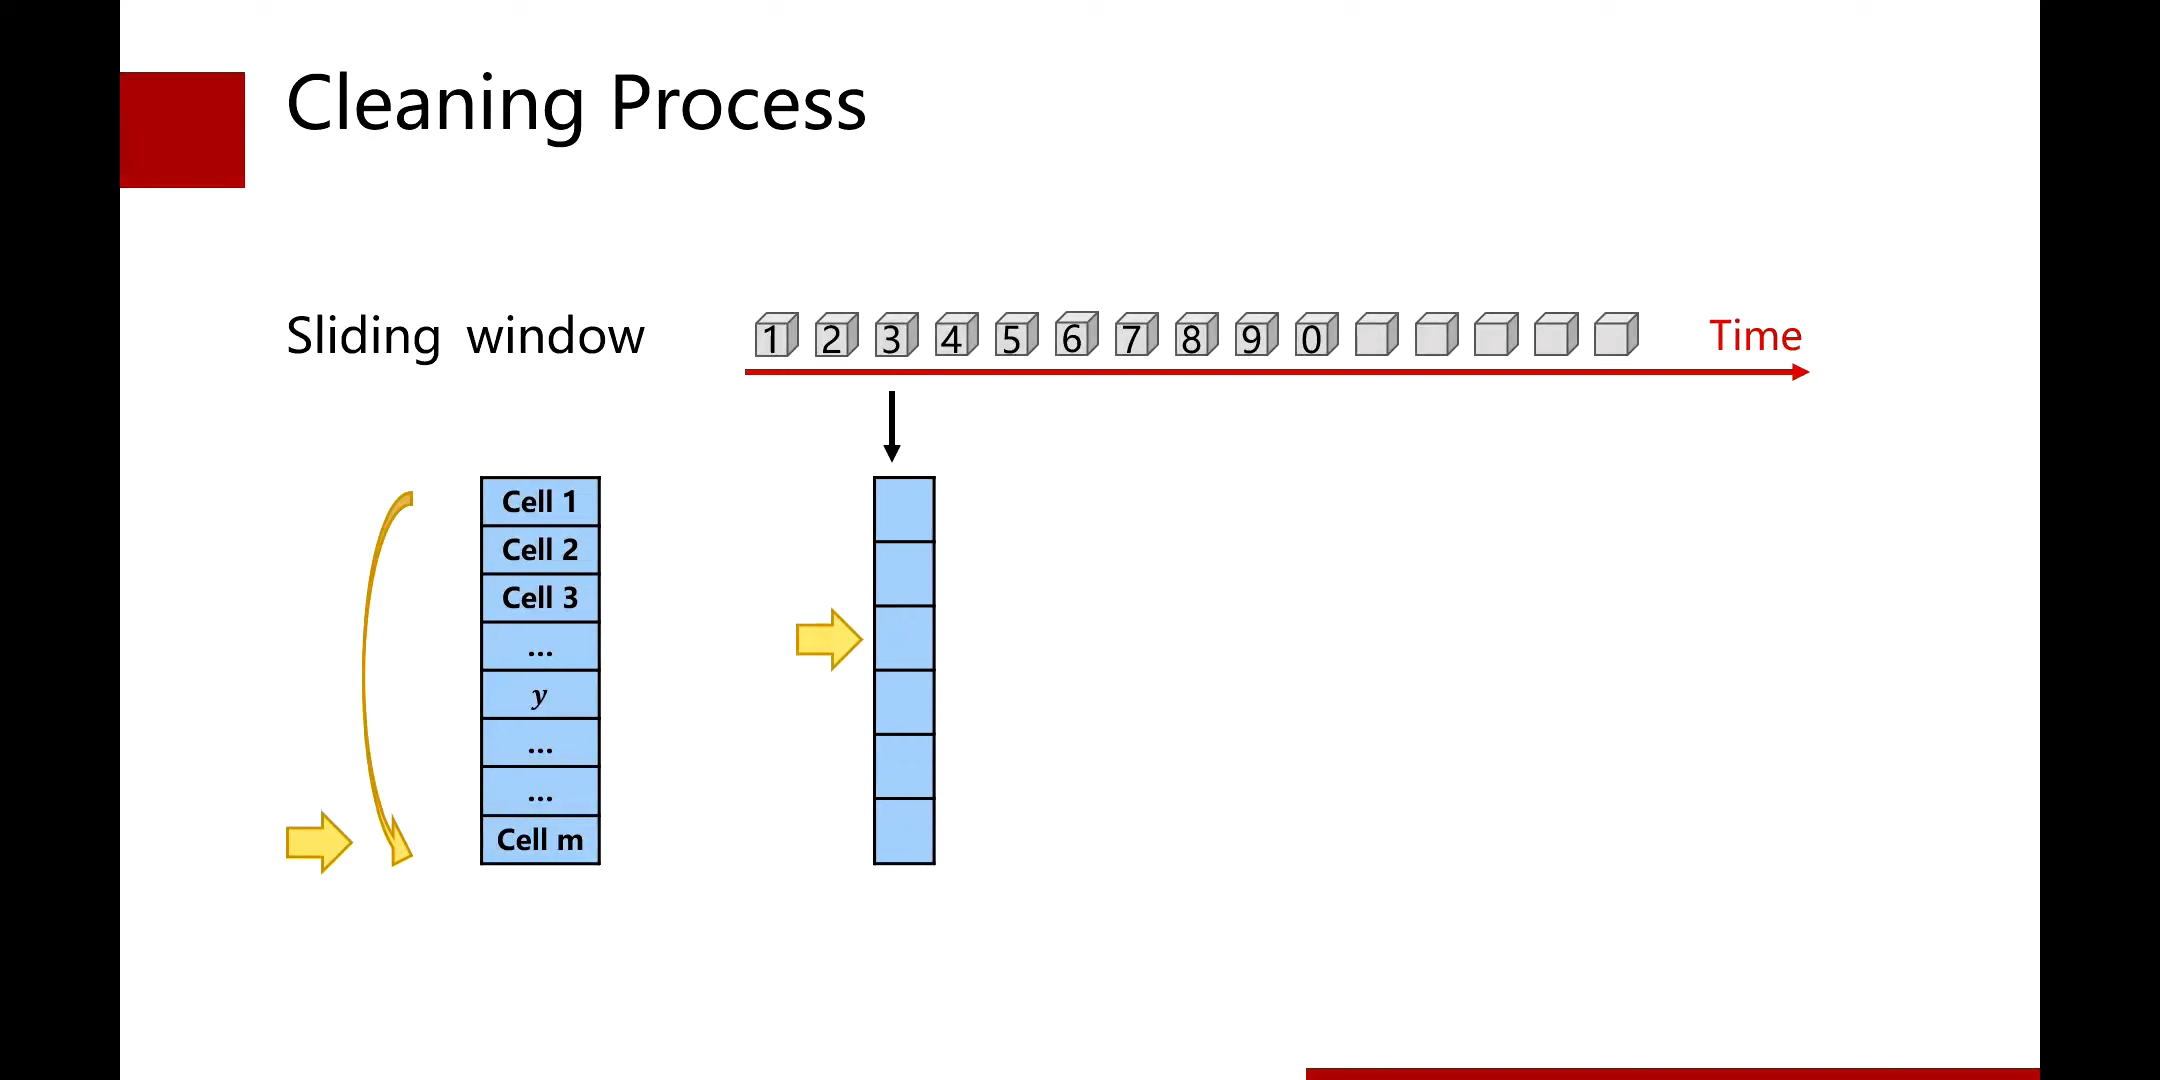 Cleaning Process
Sliding window
1 2 3 4 5 6 7 8 9 0
Time
Cell 1
Cell 2
Cell 3
...
y
...
...
Cell m